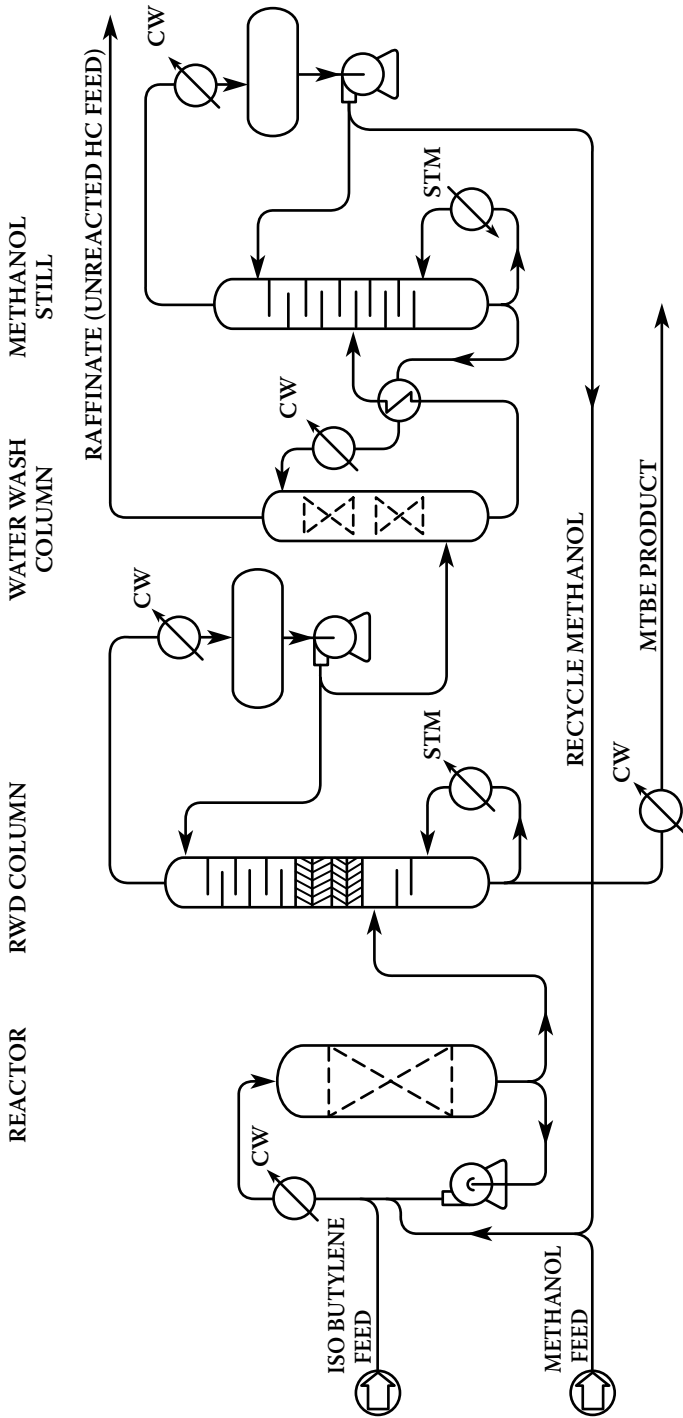 REACTOR
RWD COLUMN
WATER WASH
COLUMN
METHANOL
STILL
RAFFINATE (UNREACTED HC FEED)
CW
CW
CW
CW
STM
STM
ISO BUTYLENE
FEED
METHANOL
FEED
RECYCLE METHANOL
CW
MTBE PRODUCT